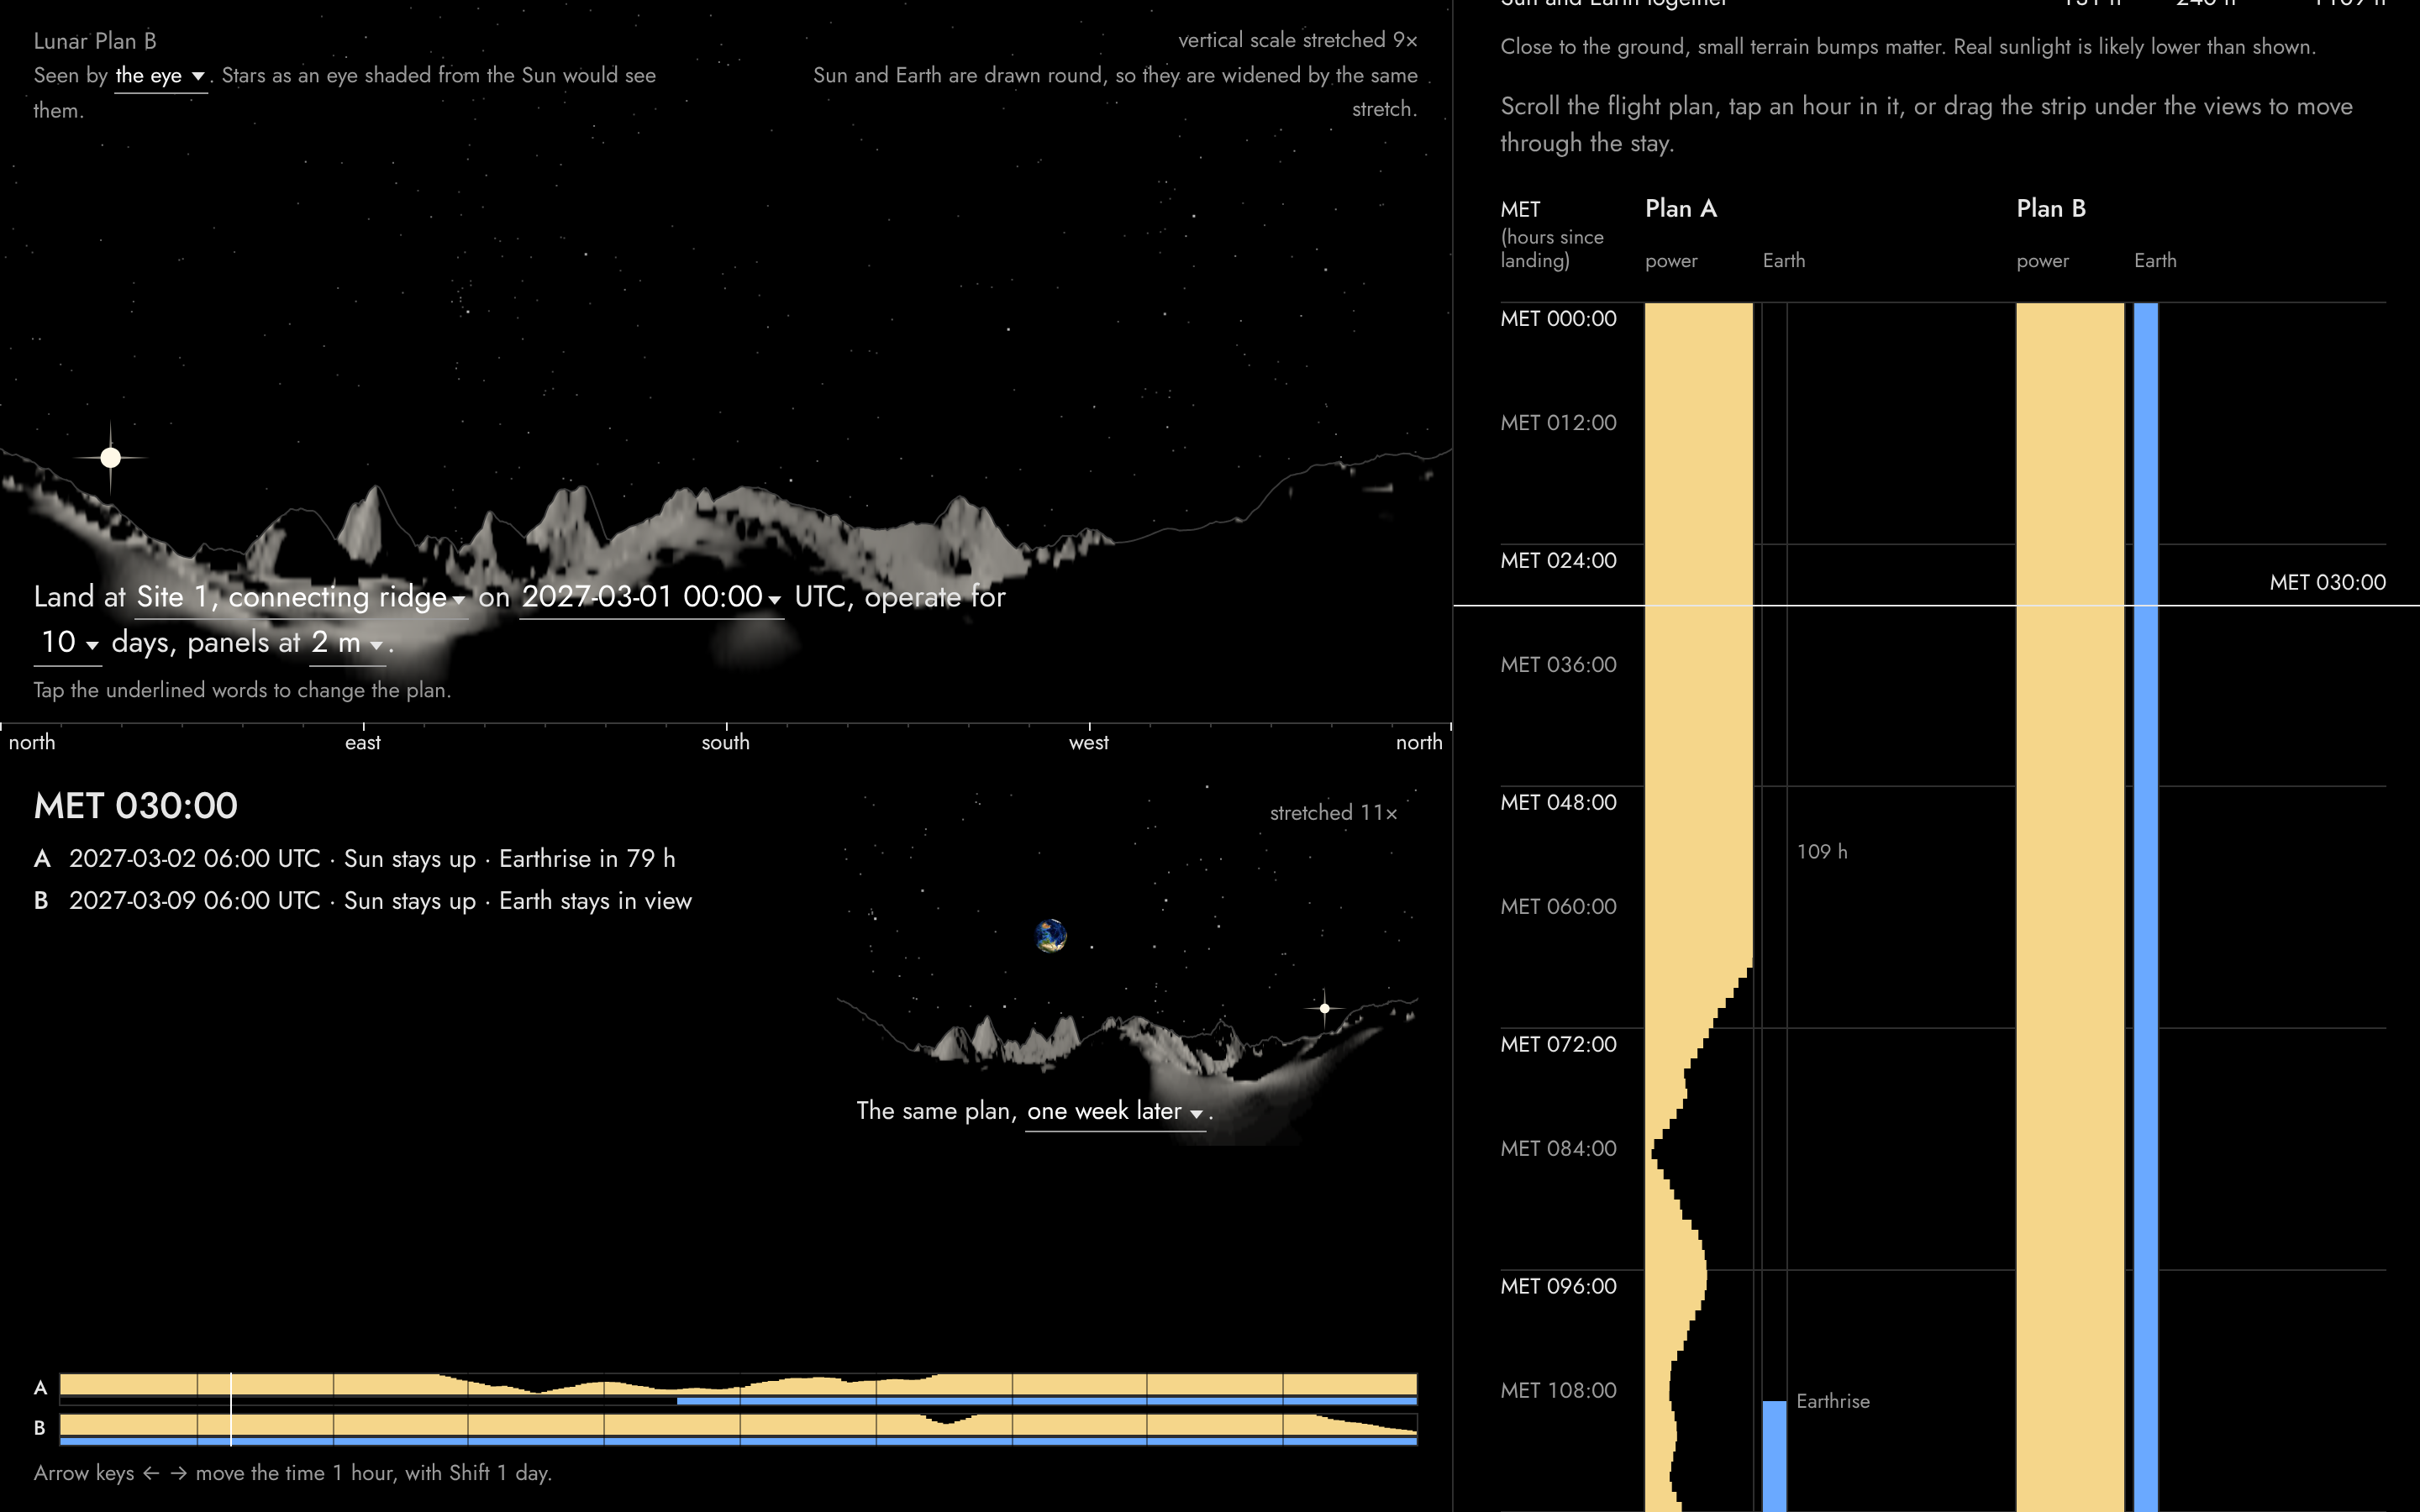 Lunar Plan B
Seen by the eye ▼. Stars as an eye shaded from the Sun would see
them.
vertical scale stretched 9×
Sun and Earth are drawn round, so they are widened by the same
stretch.
Land at Site 1, connecting ridge ▼ on 2027-03-01 00:00 ▼ UTC, operate for
10 ▼ days, panels at 2 m ▼.
Tap the underlined words to change the plan.
north east south west north
MET 030:00
A 2027-03-02 06:00 UTC · Sun stays up · Earthrise in 79 h
B 2027-03-09 06:00 UTC · Sun stays up · Earth stays in view
stretched 11×
The same plan, one week later ▼.
A
B
Arrow keys ← → move the time 1 hour, with Shift 1 day.
Sun and Earth together
Close to the ground, small terrain bumps matter. Real sunlight is likely lower than shown.
Scroll the flight plan, tap an hour in it, or drag the strip under the views to move
through the stay.
MET
(hours since
landing)
Plan A
power Earth
Plan B
power Earth
MET 000:00
MET 012:00
MET 024:00
MET 030:00
MET 036:00
MET 048:00
109 h
MET 060:00
MET 072:00
MET 084:00
MET 096:00
MET 108:00
Earthrise